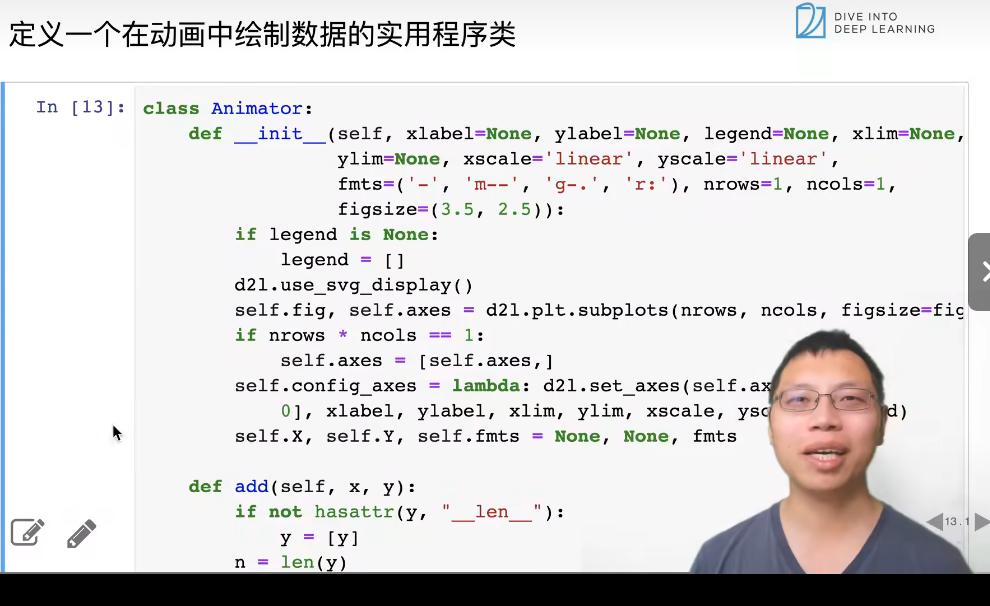 定义一个在动画中绘制数据的实用程序类
DIVE INTO
DEEP LEARNING
In [13]:
class Animator:
def __init__(self, xlabel=None, ylabel=None, legend=None, xlim=None,
ylim=None, xscale='linear', yscale='linear',
fmts=('-', 'm--', 'g-.', 'r:'), nrows=1, ncols=1,
figsize=(3.5, 2.5)):
if legend is None:
legend = []
d2l.use_svg_display()
self.fig, self.axes = d2l.plt.subplots(nrows, ncols, figsize=fig
if nrows * ncols == 1:
self.axes = [self.axes,]
self.config_axes = lambda: d2l.set_axes(self.ax
0], xlabel, ylabel, xlim, ylim, xscale, ysc d)
self.X, self.Y, self.fmts = None, None, fmts
def add(self, x, y):
if not hasattr(y, "__len__"):
y = [y]
n = len(y)
13.1